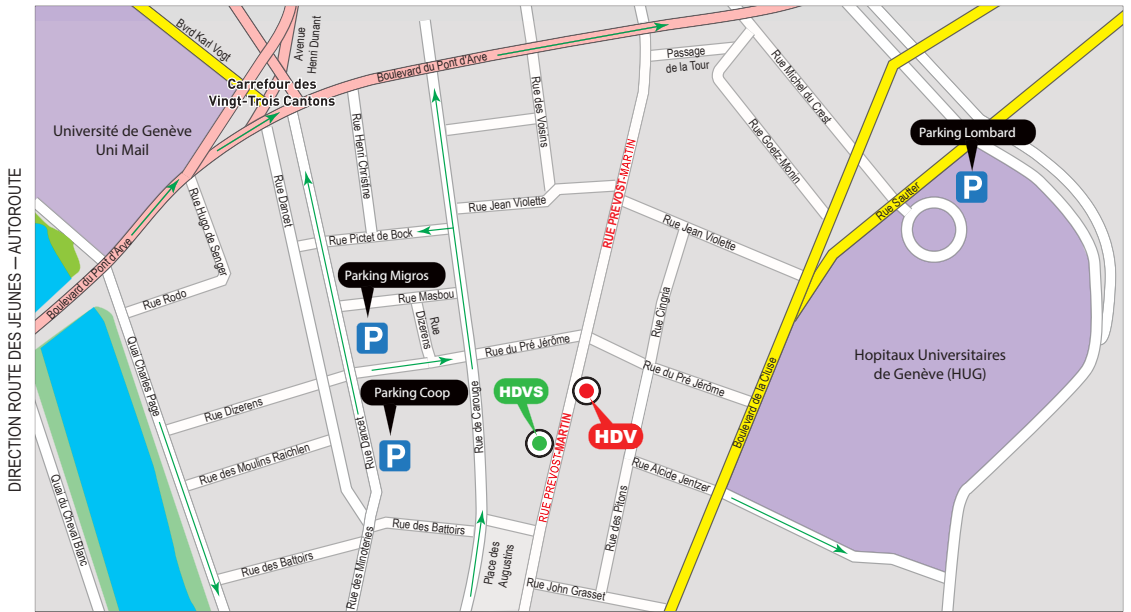 DIRECTION ROUTE DES JEUNES — AUTOROUTE
Bvrd Karl Vogt
Avenue
Henri Dunant
Carrefour des
Vingt-Trois Cantons
Boulevard du Pont d'Arve
Passage
de la Tour
Rue Michel du Crest
Rue Goetz-Monin
Parking Lombard
P
Rue Sautter
Université de Genève
Uni Mail
Rue Henri Christine
Rue des Voisins
RUE PREVOST-MARTIN
Rue Dancet
Rue Hugo de Senger
Rue Jean Violette
Rue Jean Violette
Rue Pictet de Bock
Boulevard du Pont d'Arve
Parking Migros
P
Rue Masbou
Rue
Dizerens
Rue Rodo
Rue Cingria
Rue du Pré Jérôme
Rue du Pré Jérôme
Hopitaux Universitaires
de Genève (HUG)
Quai Charles Page
Parking Coop
P
HDVS
HDV
Rue Dizerens
Rue de Carouge
Boulevard de la Cluse
Rue Dancet
RUE PREVOST-MARTIN
Rue des Moulins Raichlen
Rue Alcide Jentzer
Rue des Pitons
Quai du Cheval Blanc
Rue des Battoirs
Rue des Battoirs
Rue des Minoteries
Place des
Augustins
Rue John Grasset